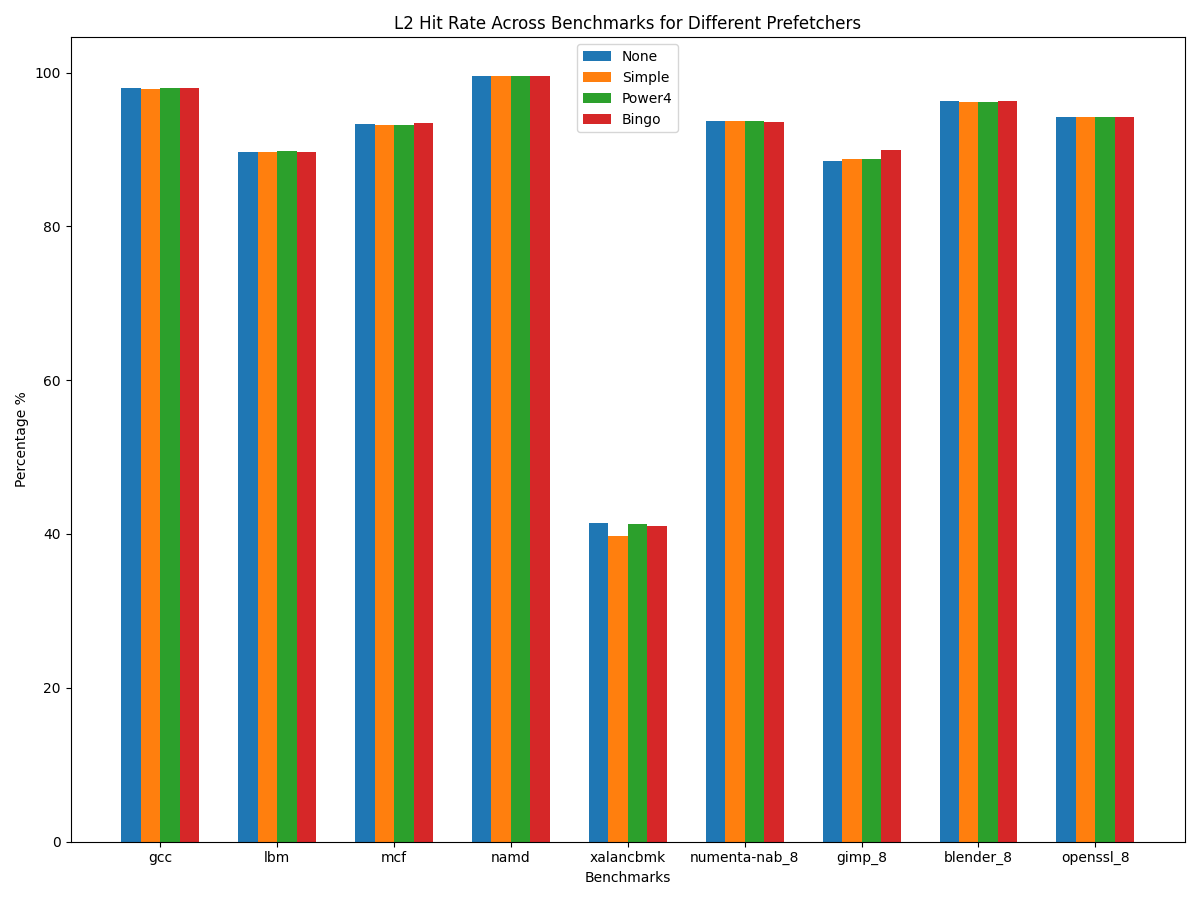 L2 Hit Rate Across Benchmarks for Different Prefetchers
None
Simple
Power4
Bingo
Percentage %
100
80
60
40
20
0
gcc
lbm
mcf
namd
xalancbmk
numenta-nab_8
gimp_8
blender_8
openssl_8
Benchmarks